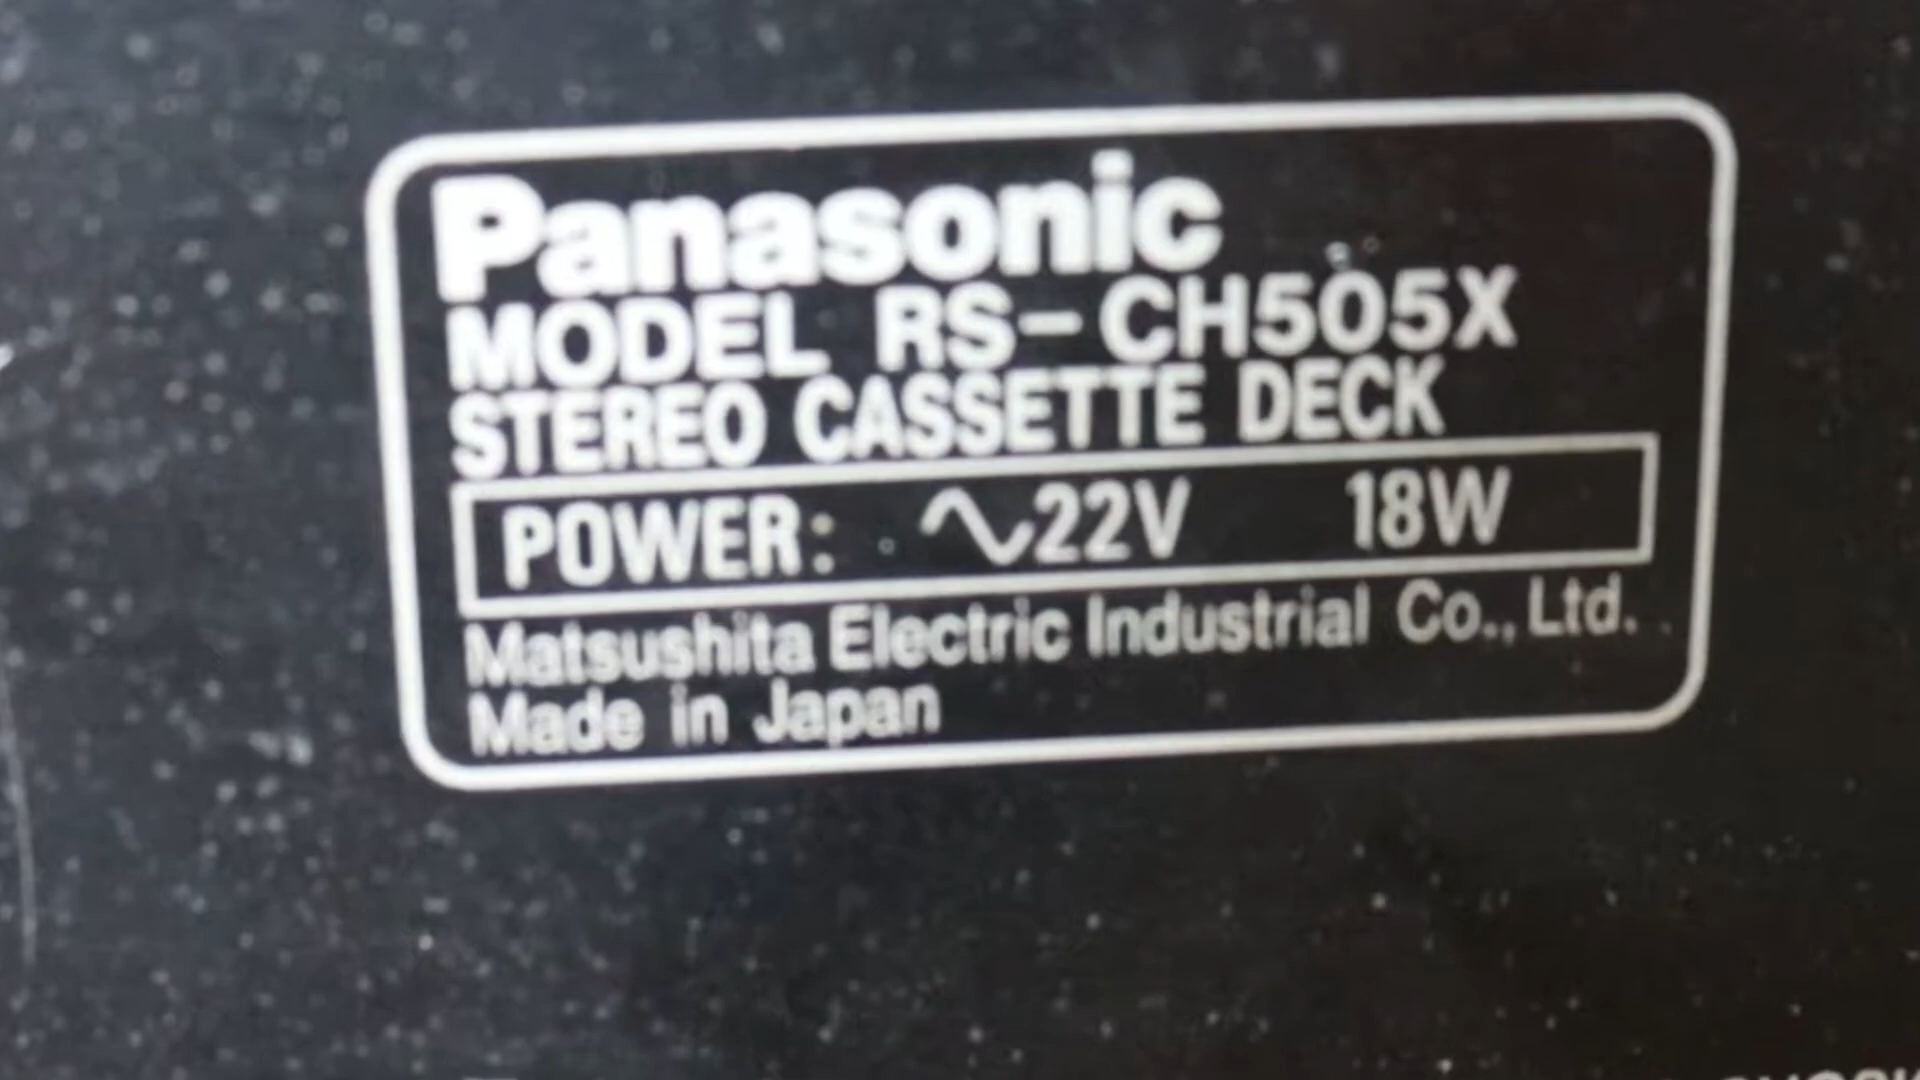 Panasonic
MODEL RS-CH505X
STEREO CASSETTE DECK
POWER: ∿22V 18W
Matsushita Electric Industrial Co., Ltd.
Made in Japan